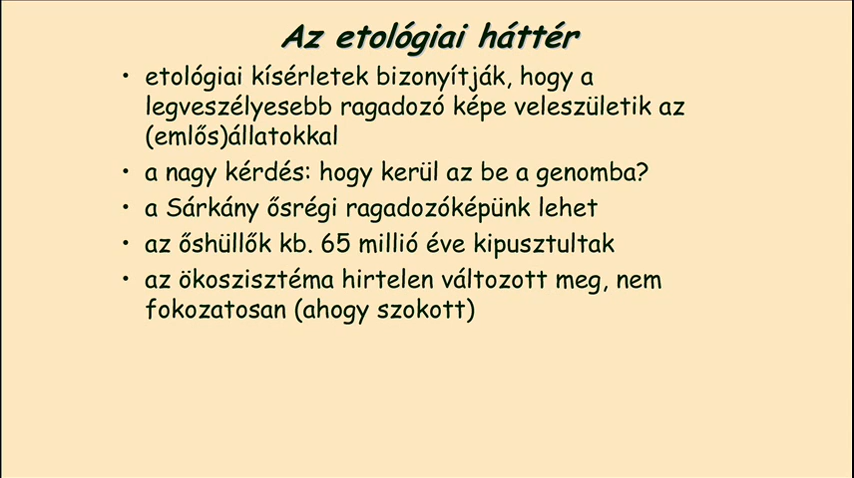 Az etológiai háttér
• etológiai kísérletek bizonyítják, hogy a
legveszélyesebb ragadozó képe veleszületik az
(emlős)állatokkal
• a nagy kérdés: hogy kerül az be a genomba?
• a Sárkány ősrégi ragadozóképünk lehet
• az őshüllők kb. 65 millió éve kipusztultak
• az ökoszisztéma hirtelen változott meg, nem
fokozatosan (ahogy szokott)